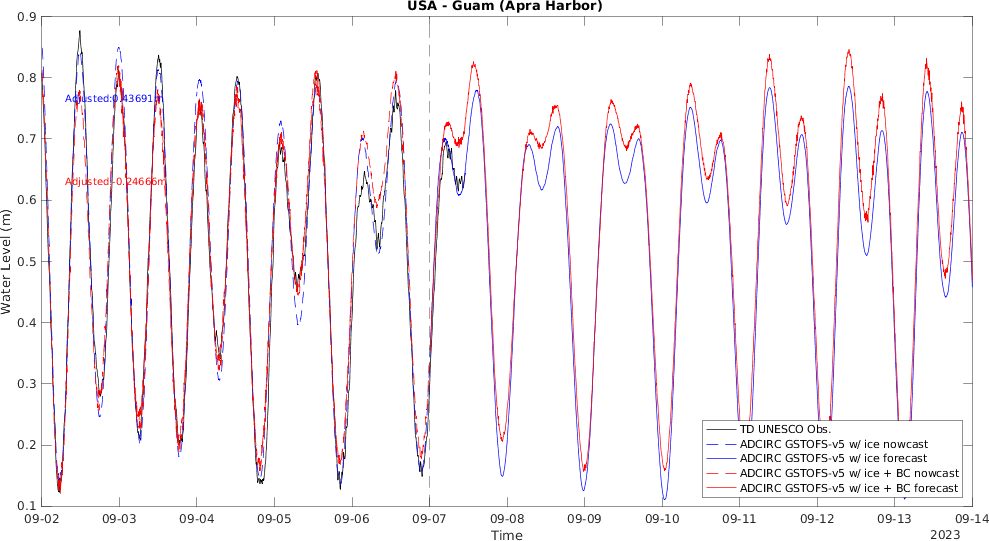 USA - Guam (Apra Harbor)
0.9
0.8
0.7
0.6
0.5
0.4
0.3
0.2
0.1
Water Level (m)
Adjusted:0.43691m
Adjusted:-0.24666m
TD UNESCO Obs.
ADCIRC GSTOFS-v5 w/ ice nowcast
ADCIRC GSTOFS-v5 w/ ice forecast
ADCIRC GSTOFS-v5 w/ ice + BC nowcast
ADCIRC GSTOFS-v5 w/ ice + BC forecast
09-02 09-03 09-04 09-05 09-06 09-07 09-08 09-09 09-10 09-11 09-12 09-13 09-14
Time
2023